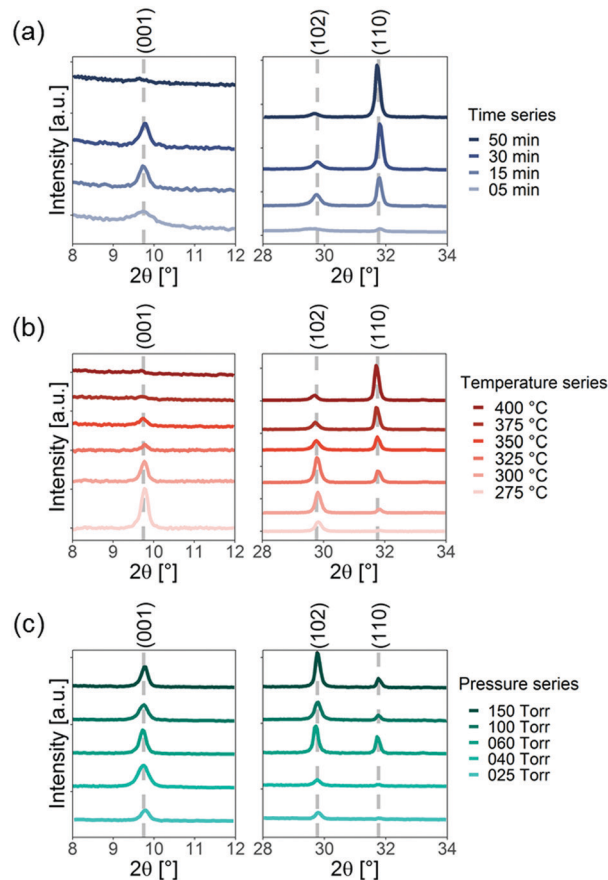 (a)
(001)
(102)
(110)
Intensity [a.u.]
8 9 10 11 12
2θ [°]
28 30 32 34
2θ [°]
Time series
50 min
30 min
15 min
05 min
(b)
(001)
(102)
(110)
Intensity [a.u.]
8 9 10 11 12
2θ [°]
28 30 32 34
2θ [°]
Temperature series
400 °C
375 °C
350 °C
325 °C
300 °C
275 °C
(c)
(001)
(102)
(110)
Intensity [a.u.]
8 9 10 11 12
2θ [°]
28 30 32 34
2θ [°]
Pressure series
150 Torr
100 Torr
060 Torr
040 Torr
025 Torr